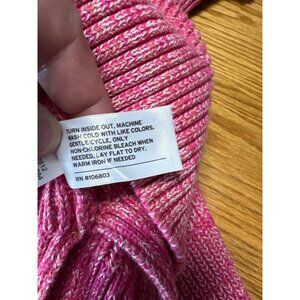 TURN INSIDE OUT, MACHINE
WASH COLD WITH LIKE COLORS,
GENTLE CYCLE, ONLY
NON-CHLORINE BLEACH WHEN
NEEDED, LAY FLAT TO DRY.
WARM IRON IF NEEDED
RN #106803